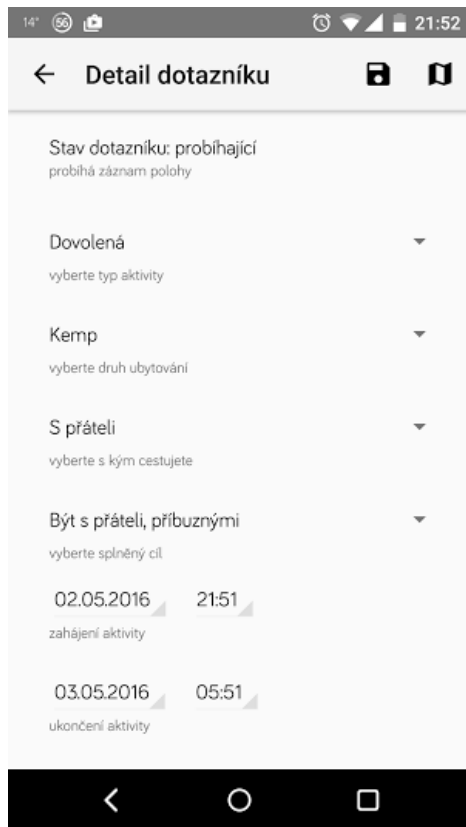 14° 56 21:52
Detail dotazníku
Stav dotazníku: probíhající
probíhá záznam polohy
Dovolená
vyberte typ aktivity
Kemp
vyberte druh ubytování
S přáteli
vyberte s kým cestujete
Být s přáteli, příbuznými
vyberte splněný cíl
02.05.2016 21:51
zahájení aktivity
03.05.2016 05:51
ukončení aktivity